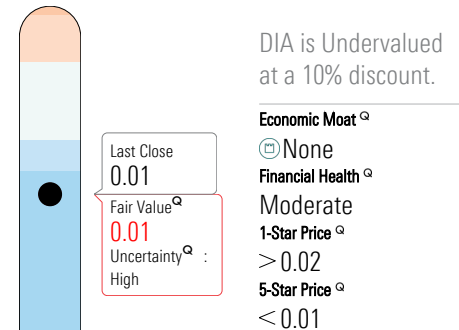 DIA is Undervalued
at a 10% discount.
Economic Moat Q
None
Financial Health Q
Moderate
1-Star Price Q
>0.02
5-Star Price Q
<0.01
Last Close
0.01
Fair Value Q
0.01
Uncertainty Q :
High